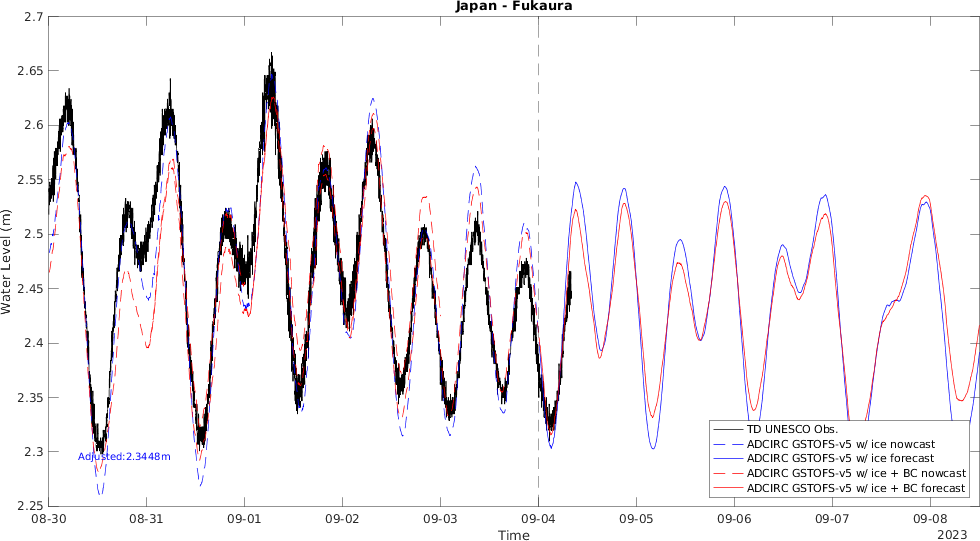 Japan - Fukaura
2.7
2.65
2.6
2.55
2.5
2.45
2.4
2.35
2.3
2.25
Water Level (m)
Adjusted:2.3448m
TD UNESCO Obs.
ADCIRC GSTOFS-v5 w/ ice nowcast
ADCIRC GSTOFS-v5 w/ ice forecast
ADCIRC GSTOFS-v5 w/ ice + BC nowcast
ADCIRC GSTOFS-v5 w/ ice + BC forecast
08-30 08-31 09-01 09-02 09-03 09-04 09-05 09-06 09-07 09-08
Time
2023